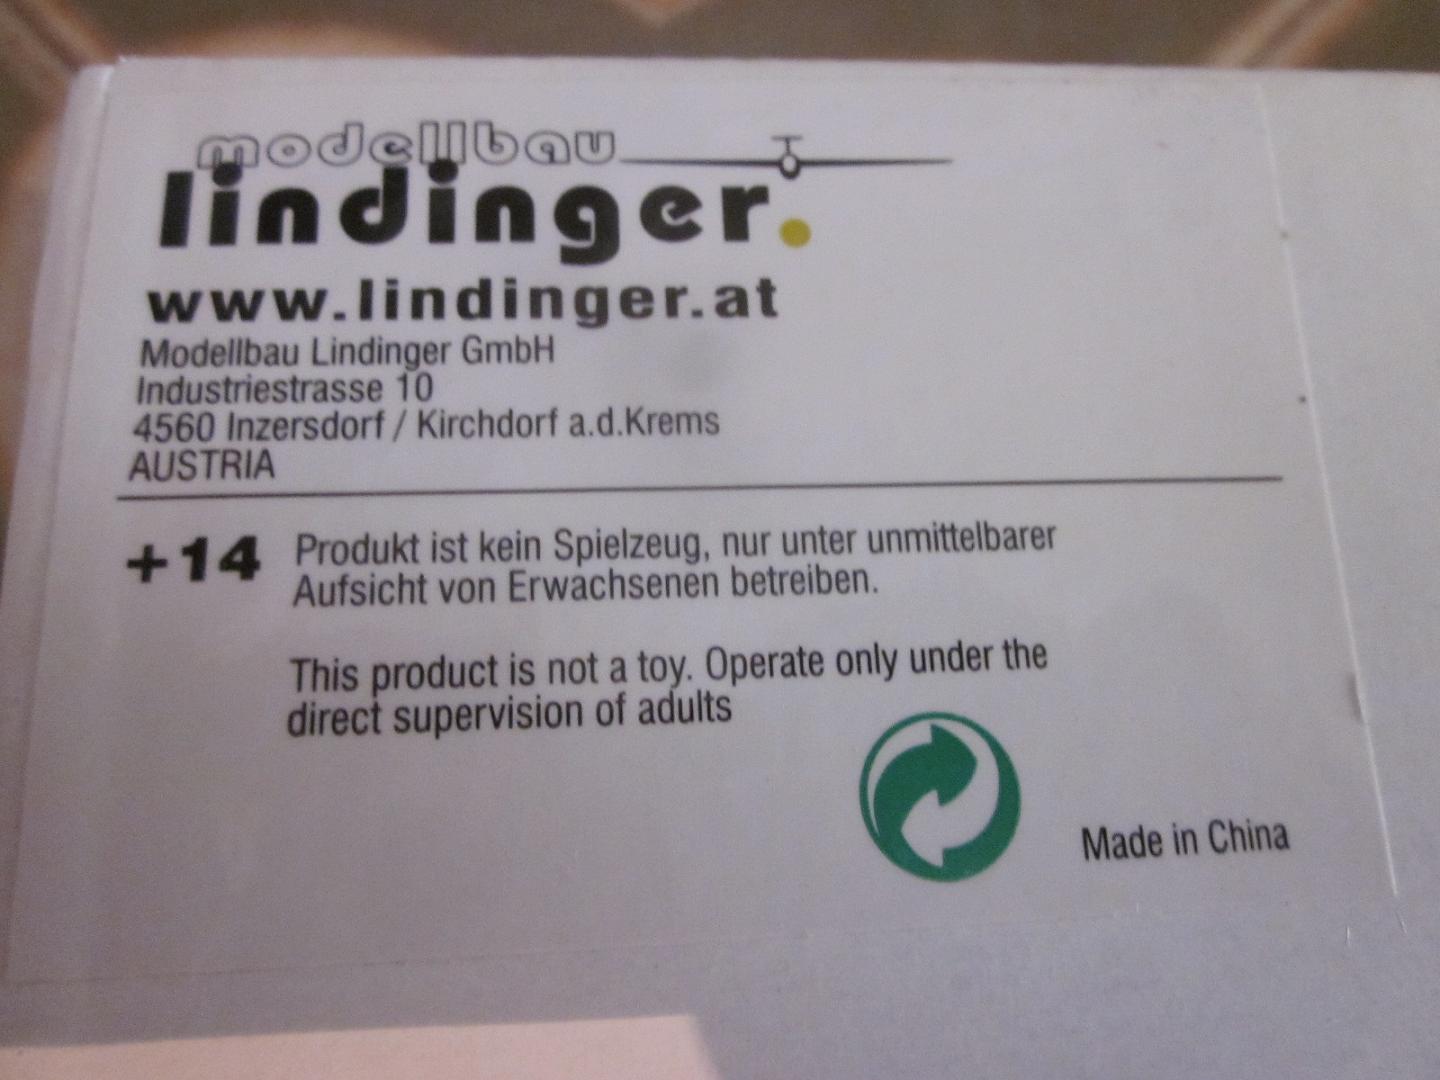 modellbau
lindinger.
www.lindinger.at
Modellbau Lindinger GmbH
Industriestrasse 10
4560 Inzersdorf / Kirchdorf a.d.Krems
AUSTRIA
+14
Produkt ist kein Spielzeug, nur unter unmittelbarer
Aufsicht von Erwachsenen betreiben.
This product is not a toy. Operate only under the
direct supervision of adults
Made in China